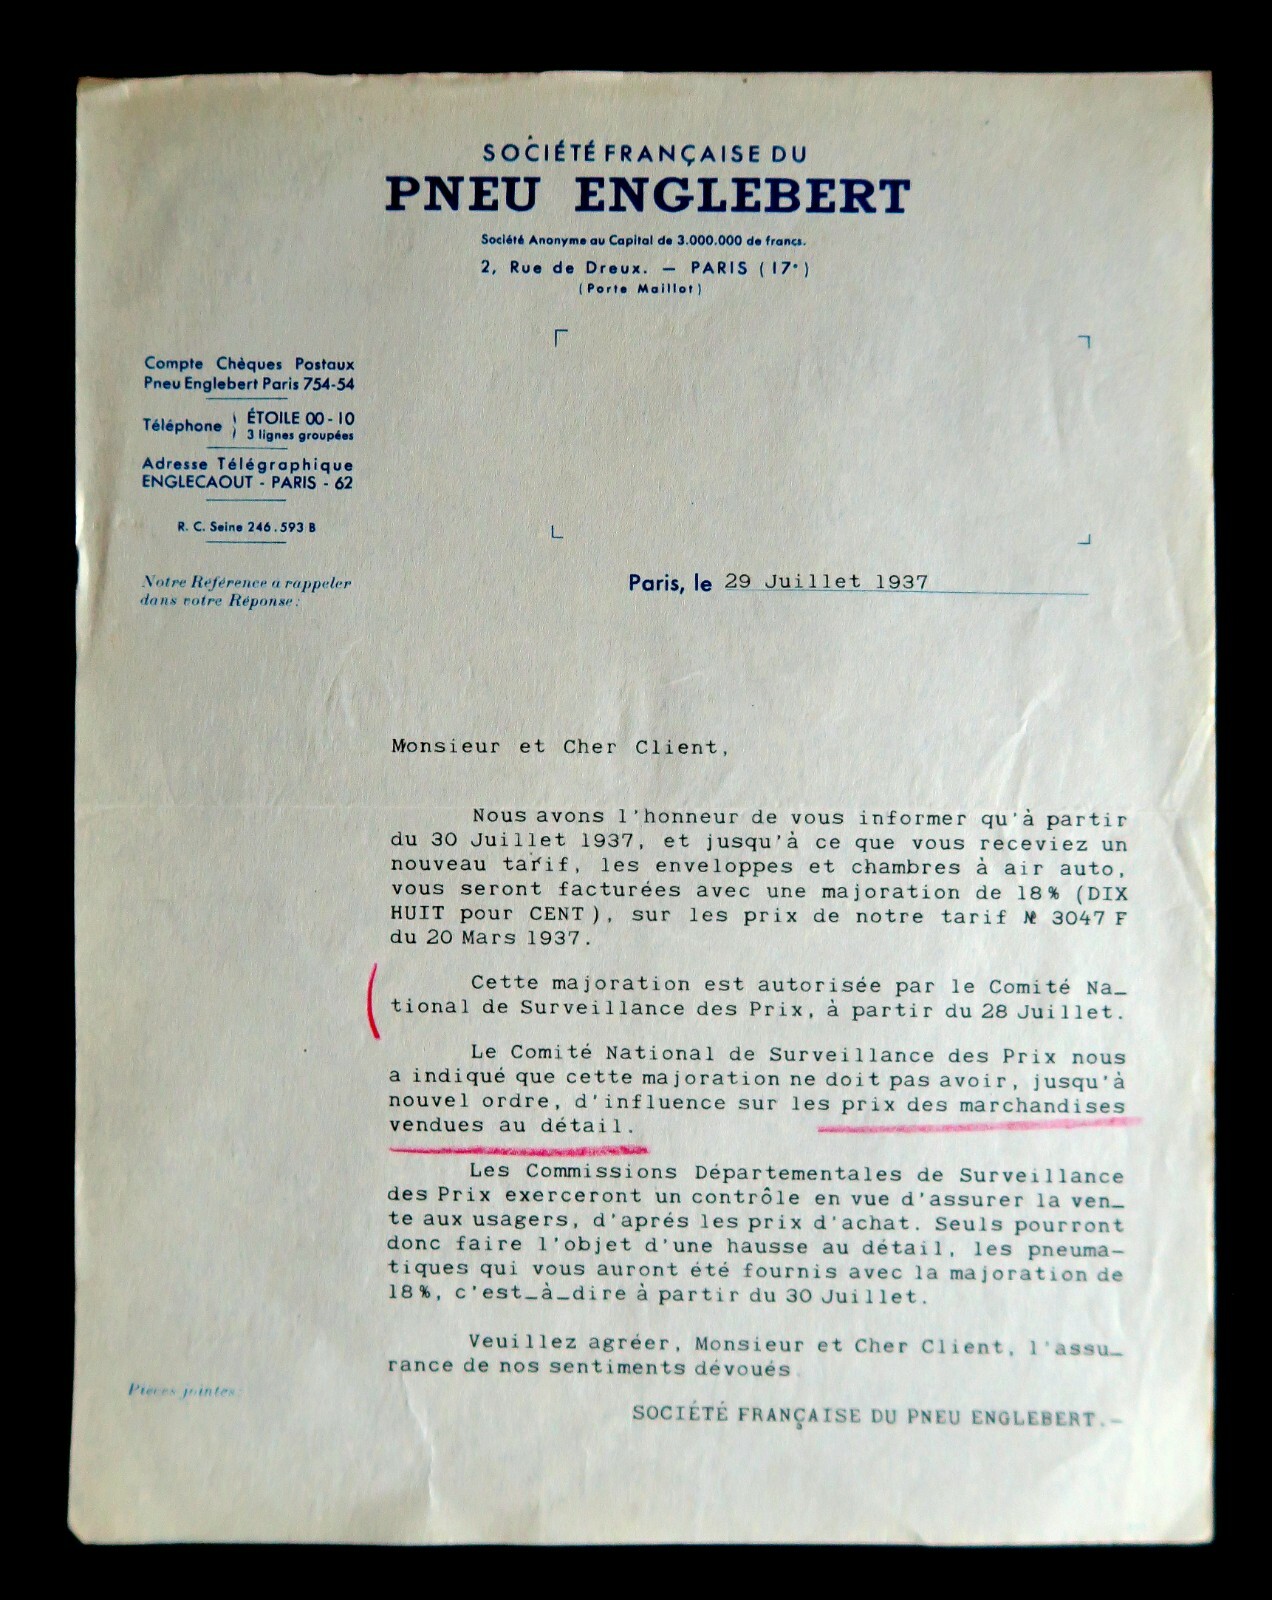 SOCIÉTÉ FRANÇAISE DU
PNEU ENGLEBERT
Société Anonyme au Capital de 3.000.000 de francs.
2, Rue de Dreux. — PARIS (17e)
(Porte Maillot)
Compte Chèques Postaux
Pneu Englebert Paris 754-54
Téléphone ÉTOILE 00-10
3 lignes groupées
Adresse Télégraphique
ENGLECAOUT - PARIS - 62
R. C. Seine 246.593 B
Notre Référence a rappeler
dans votre Réponse:
Paris, le 29 Juillet 1937
Monsieur et Cher Client,
Nous avons l'honneur de vous informer qu'à partir
du 30 Juillet 1937, et jusqu'à ce que vous receviez un
nouveau tarif, les enveloppes et chambres à air auto,
vous seront facturées avec une majoration de 18% (DIX
HUIT pour CENT), sur les prix de notre tarif № 3047 F
du 20 Mars 1937.
Cette majoration est autorisée par le Comité Na_
tional de Surveillance des Prix, à partir du 28 Juillet.
Le Comité National de Surveillance des Prix nous
a indiqué que cette majoration ne doit pas avoir, jusqu'à
nouvel ordre, d'influence sur les prix des marchandises
vendues au détail.
Les Commissions Départementales de Surveillance
des Prix exerceront un contrôle en vue d'assurer la ven_
te aux usagers, d'aprés les prix d'achat. Seuls pourront
donc faire l'objet d'une hausse au détail, les pneuma-
tiques qui vous auront été fournis avec la majoration de
18%, c'est_à_dire à partir du 30 Juillet.
Veuillez agréer, Monsieur et Cher Client, l'assu_
rance de nos sentiments dévoués.
Pièces jointes:
SOCIÉTÉ FRANÇAISE DU PNEU ENGLEBERT.-